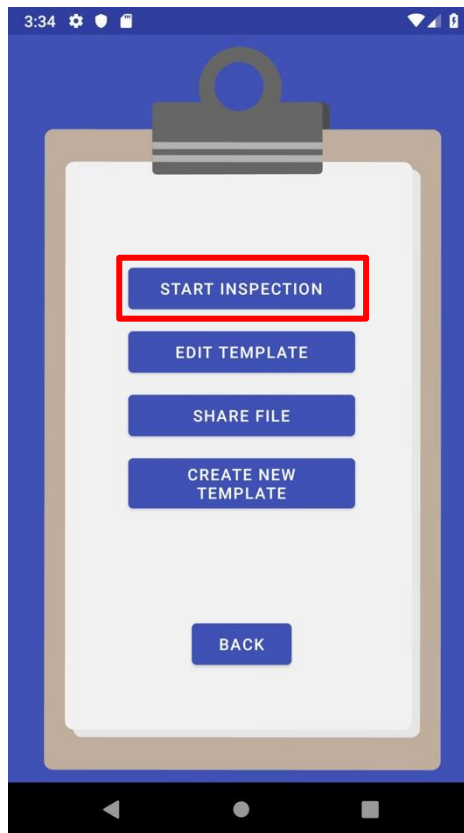 3:34
START INSPECTION
EDIT TEMPLATE
SHARE FILE
CREATE NEW
TEMPLATE
BACK